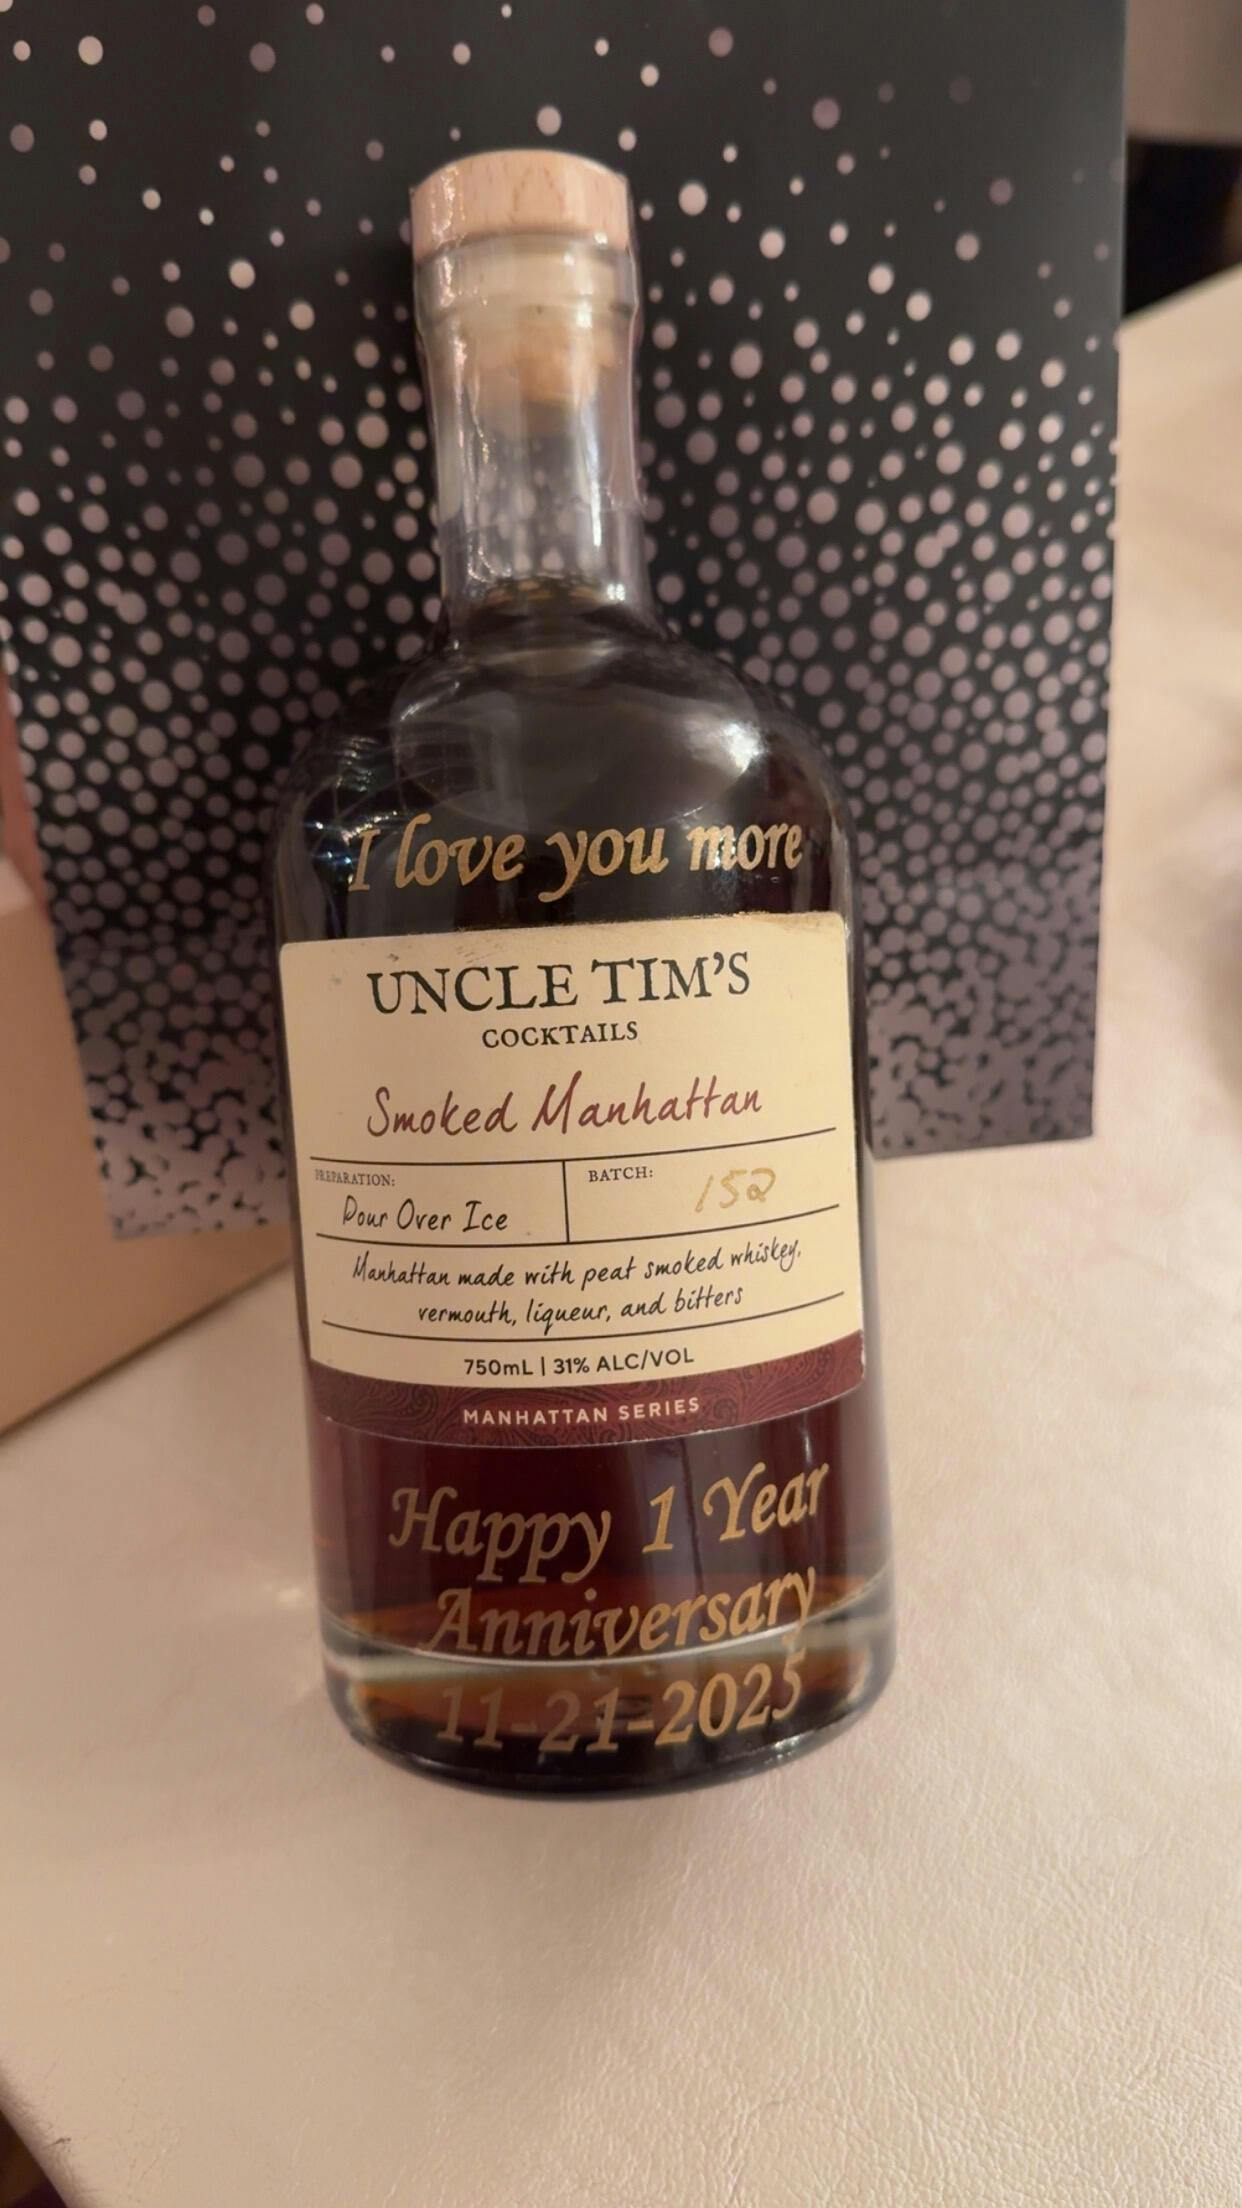 I love you more
UNCLE TIM'S
COCKTAILS
Smoked Manhattan
PREPARATION:
Pour Over Ice
BATCH:
152
Manhattan made with peat smoked whiskey,
vermouth, liqueur, and bitters
750mL | 31% ALC/VOL
MANHATTAN SERIES
Happy 1 Year
Anniversary
11-21-2025